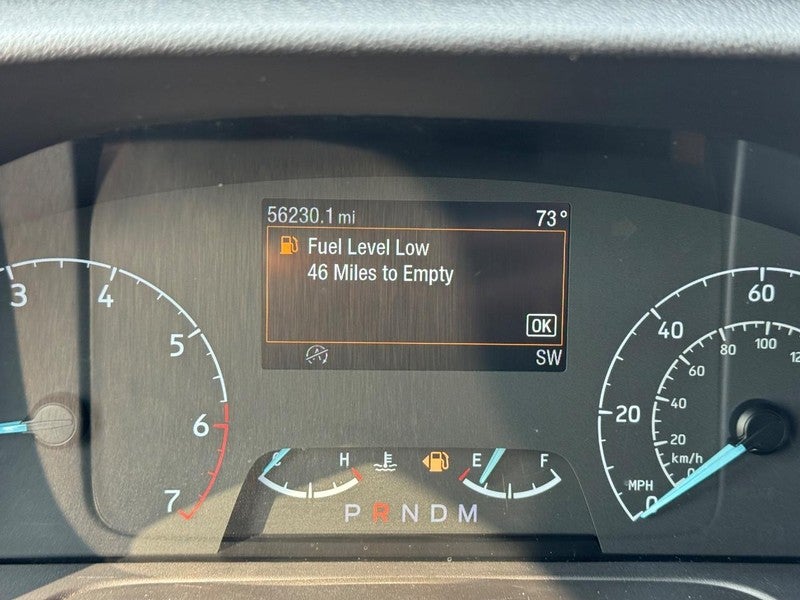 56230.1 mi 73°
Fuel Level Low
46 Miles to Empty
OK
SW
3 4 5 6 7
C H E F
P R N D M
0 20 40 60
MPH
0 20 40 60 80 100
km/h